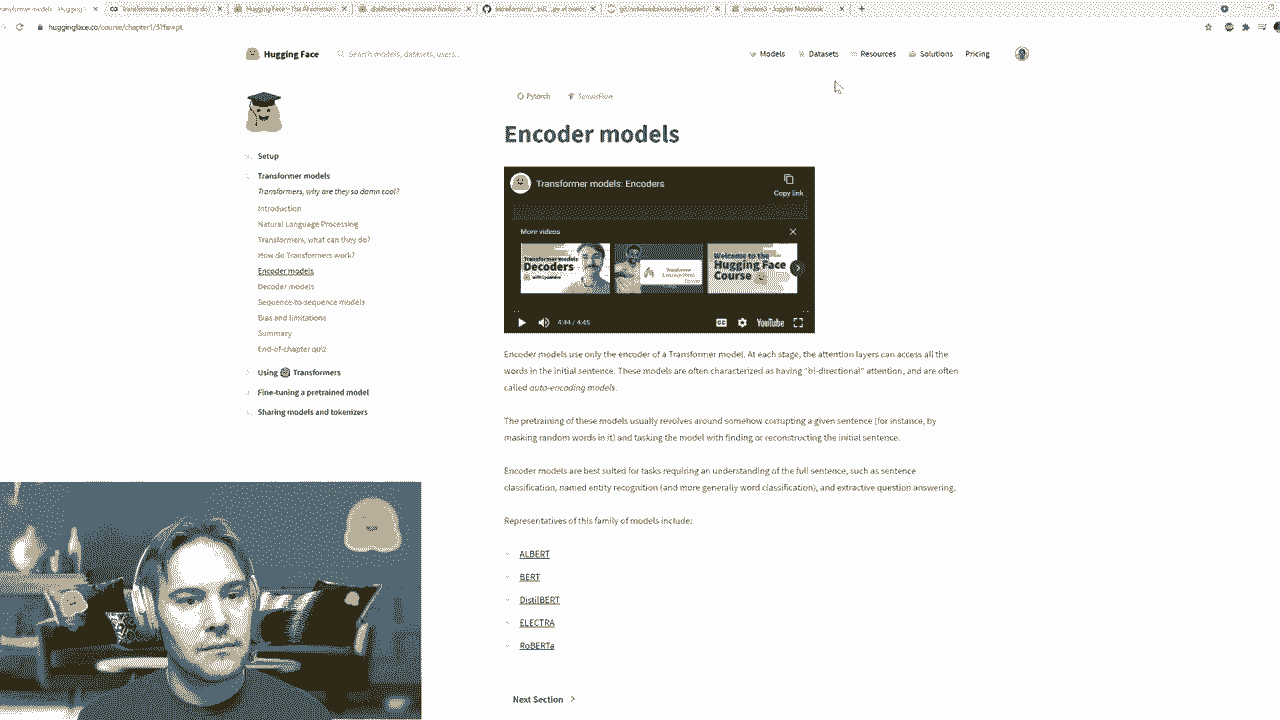 Transformers, what can they do?
huggingface.co/course/chapter1/5?fw=pt
Hugging Face
Search models, datasets, users...
Models
Datasets
Resources
Solutions
Pricing
Pytorch
TensorFlow
Setup
Transformer models
Transformers, why are they so damn cool?
Introduction
Natural Language Processing
Transformers, what can they do?
How do Transformers work?
Encoder models
Decoder models
Sequence-to-sequence models
Bias and limitations
Summary
End-of-chapter quiz
Using 🤗 Transformers
Fine-tuning a pretrained model
Sharing models and tokenizers
Encoder models
Transformer models: Encoders
Copy link
More videos
Transformer models
Decoders
Welcome to the
Hugging Face
Course
4:44 / 4:45
CC
YouTube
Encoder models use only the encoder of a Transformer model. At each stage, the attention layers can access all the
words in the initial sentence. These models are often characterized as having "bi-directional" attention, and are often
called auto-encoding models.
The pretraining of these models usually revolves around somehow corrupting a given sentence (for instance, by
masking random words in it) and tasking the model with finding or reconstructing the initial sentence.
Encoder models are best suited for tasks requiring an understanding of the full sentence, such as sentence
classification, named entity recognition (and more generally word classification), and extractive question answering.
Representatives of this family of models include:
ALBERT
BERT
DistilBERT
ELECTRA
RoBERTa
Next Section